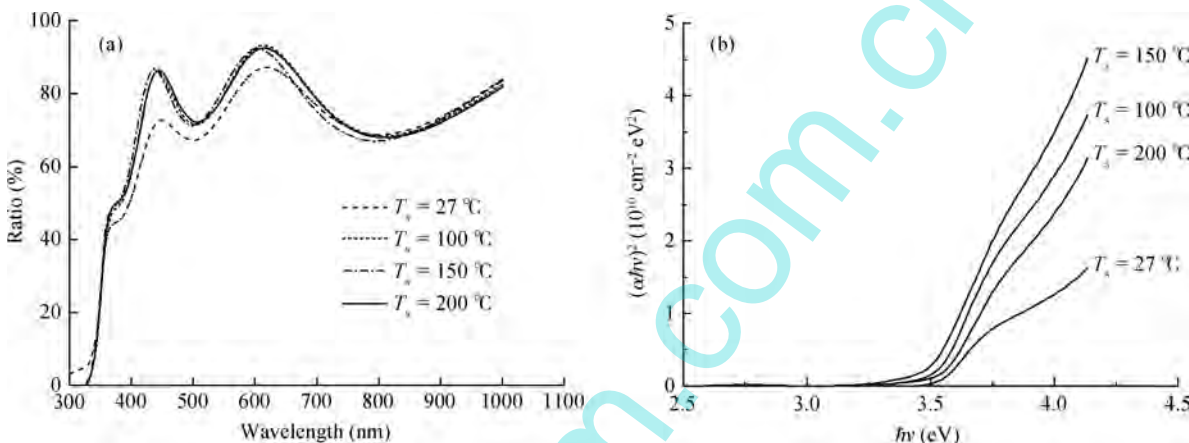 (a)
100
80
60
40
20
0
Ratio (%)
300 400 500 600 700 800 900 1000 1100
Wavelength (nm)
Tₛ = 27 ℃
Tₛ = 100 ℃
Tₛ = 150 ℃
Tₛ = 200 ℃
(b)
5
4
3
2
1
0
(αhν)² (10¹⁰ cm⁻² eV²)
2.5 3.0 3.5 4.0 4.5
hν (eV)
Tₛ = 150 ℃
Tₛ = 100 ℃
Tₛ = 200 ℃
Tₛ = 27 ℃
.com.cn